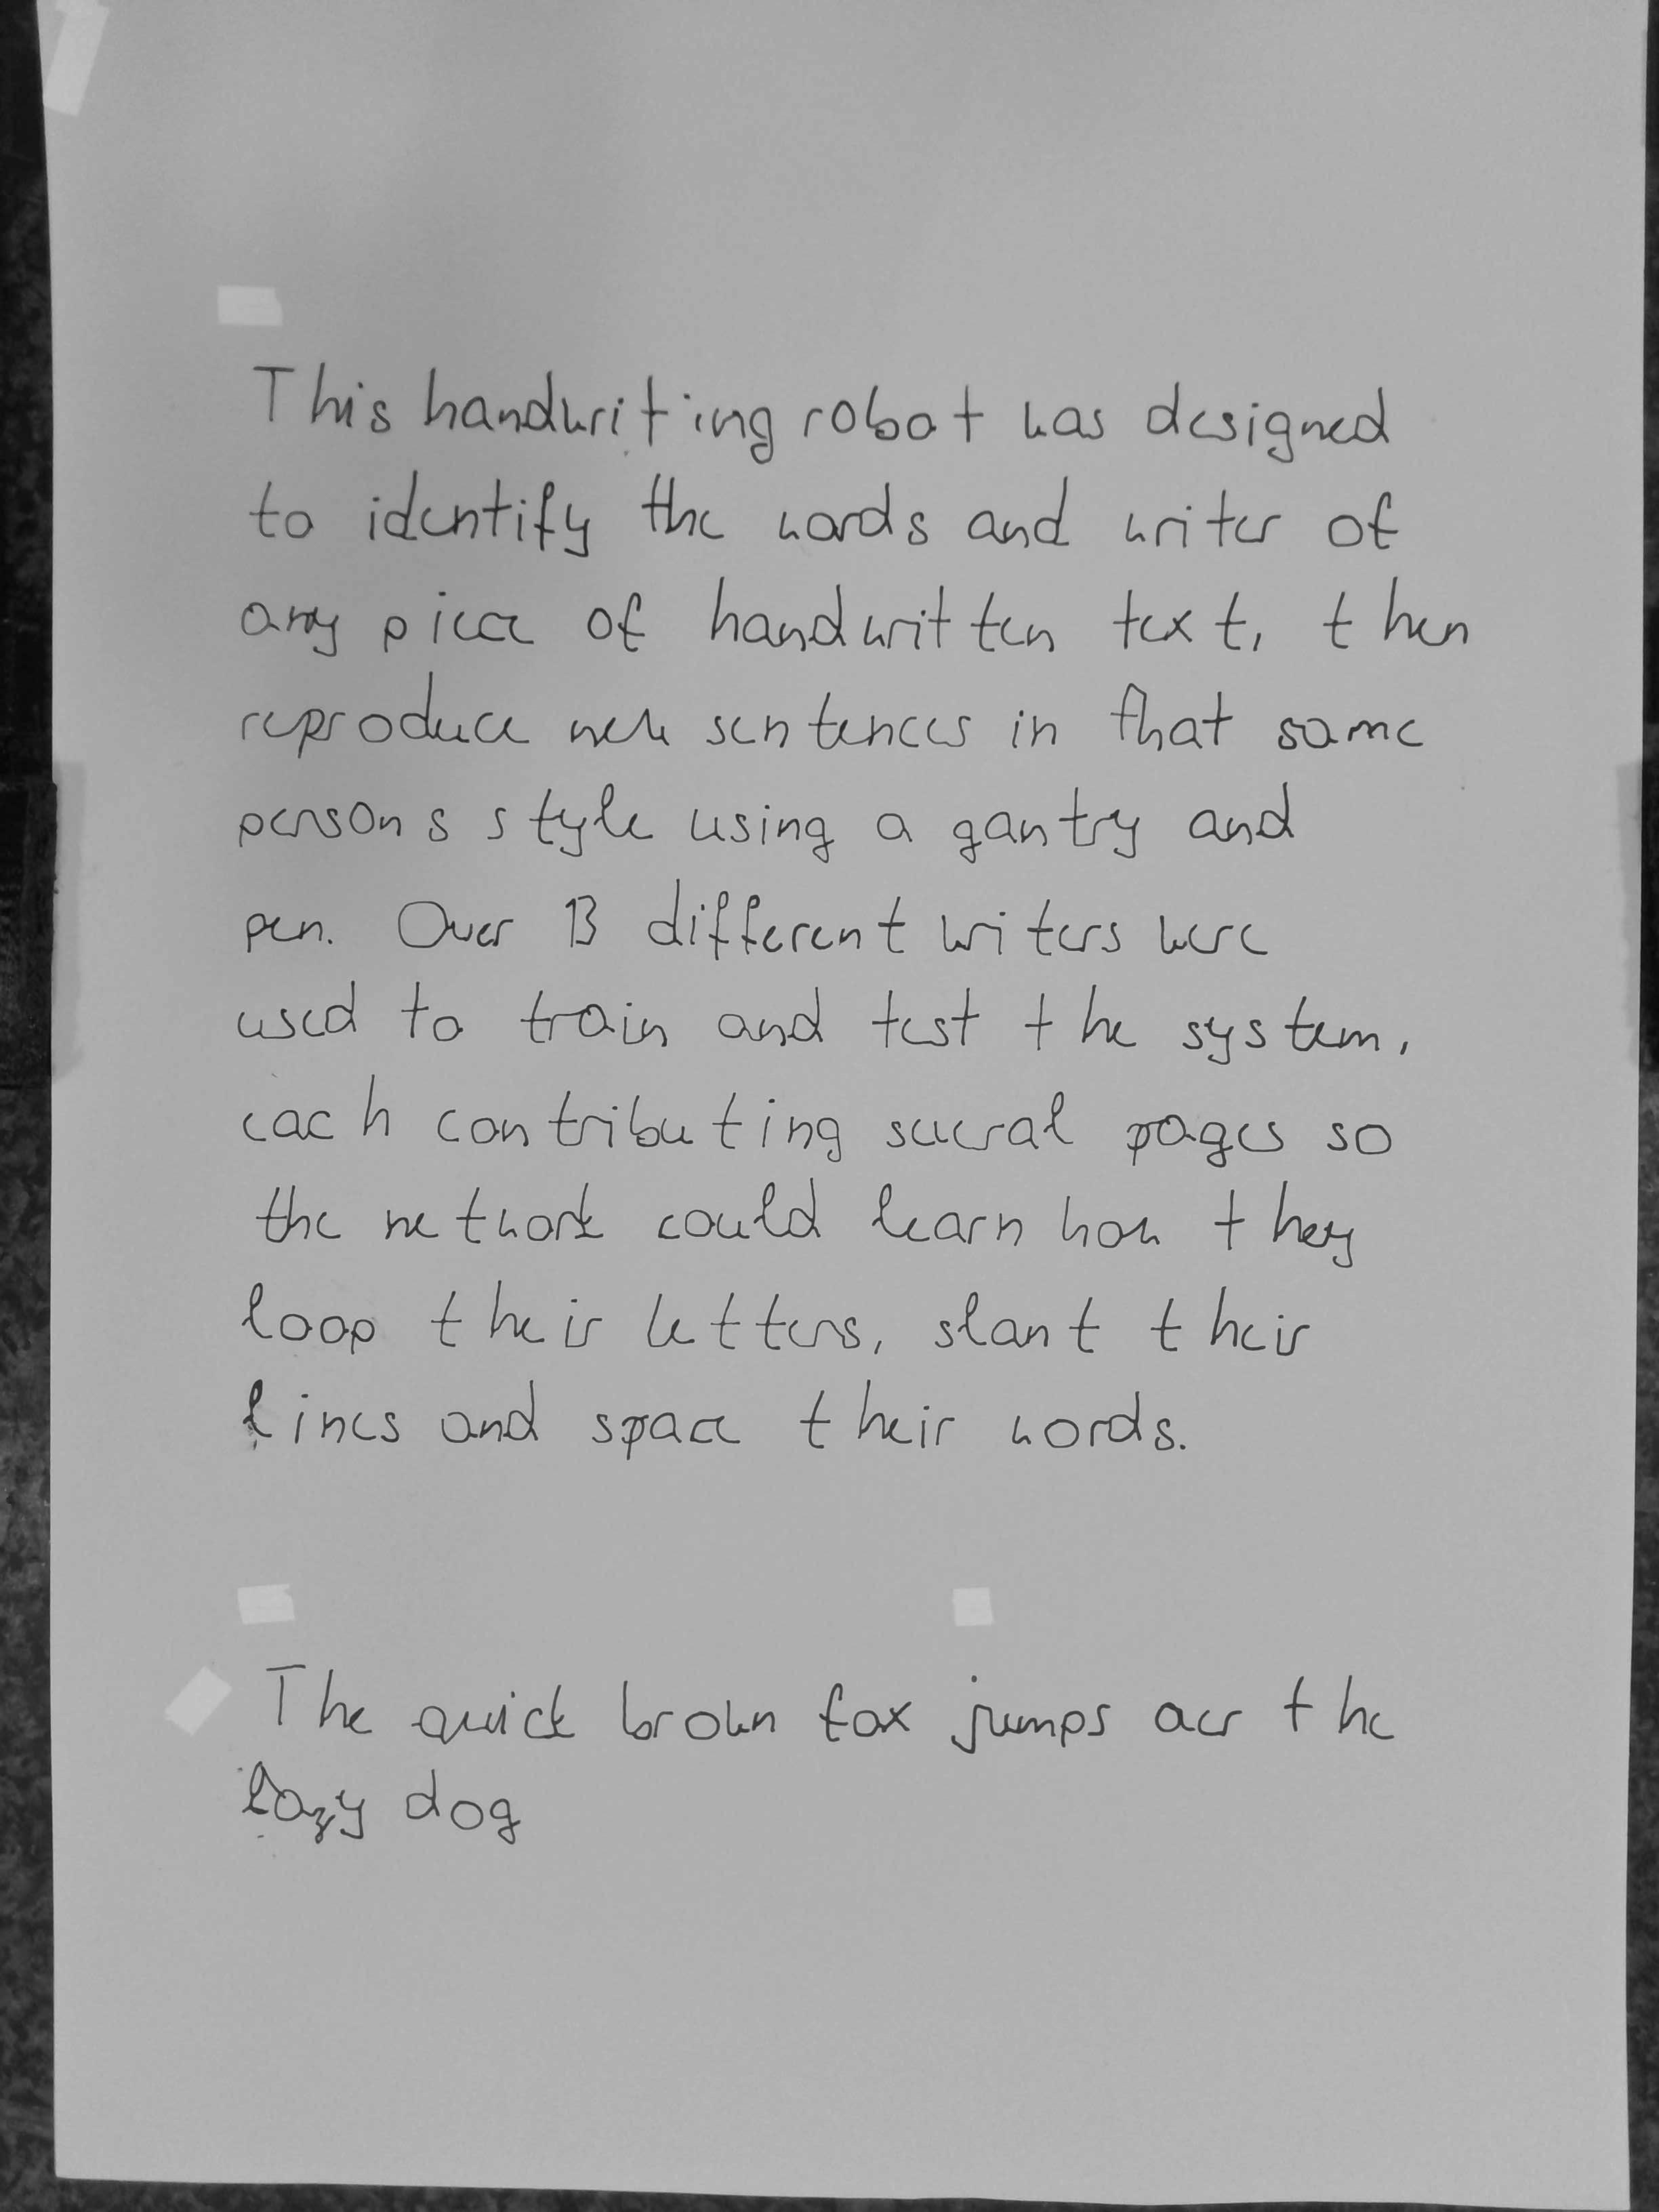 This handwriting robot was designed
to identify the words and writer of
any piece of handwritten text, then
reproduce new sentences in that same
persons style using a gantry and
pen. Over 13 different writers were
used to train and test the system,
each contributing several pages so
the network could learn how they
loop their letters, slant their
lines and space their words.
The quick brown fox jumps over the
lazy dog